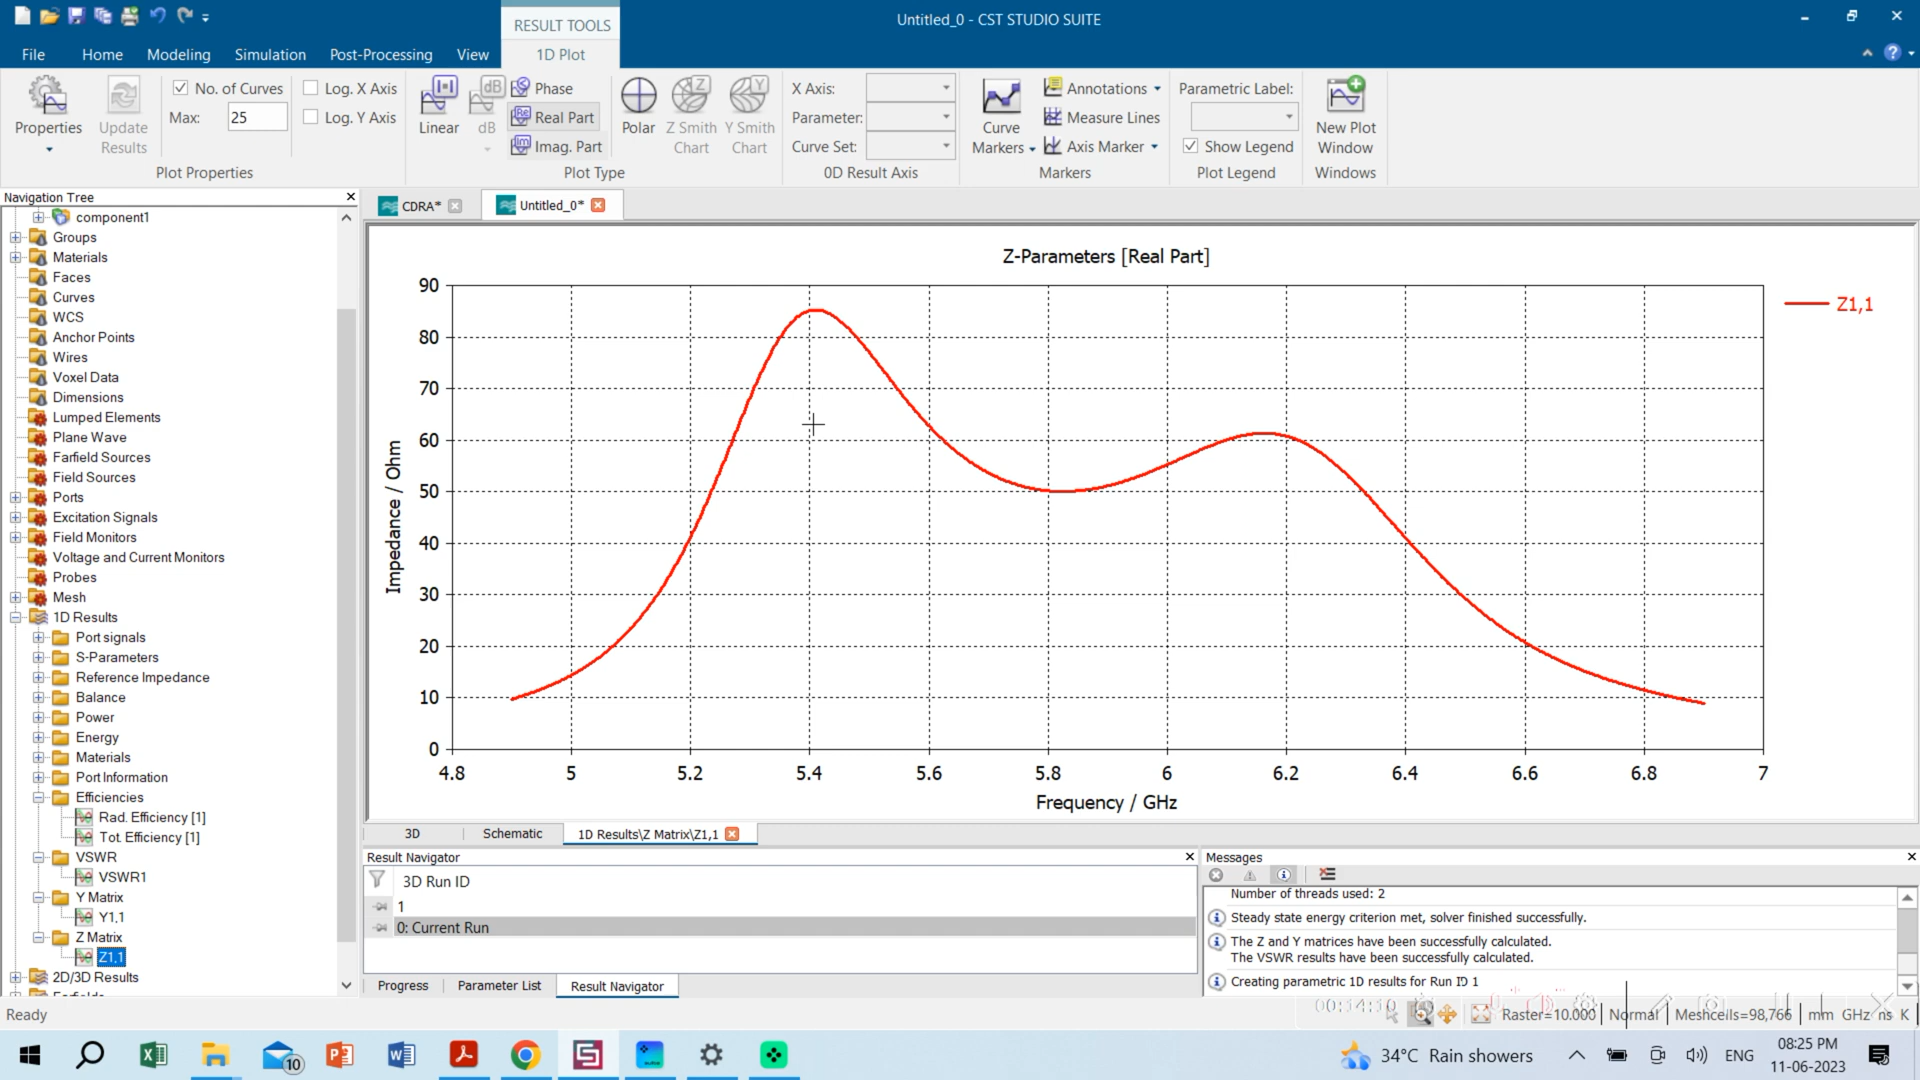 RESULT TOOLS
Untitled_0 - CST STUDIO SUITE
File Home Modeling Simulation Post-Processing View 1D Plot
Properties
Update Results
No. of Curves
Max: 25
Log. X Axis
Log. Y Axis
Plot Properties
Linear
dB
Phase
Real Part
Imag. Part
Polar
Z Smith Chart
Y Smith Chart
Plot Type
X Axis:
Parameter:
Curve Set:
0D Result Axis
Curve Markers
Annotations
Measure Lines
Axis Marker
Markers
Parametric Label:
Show Legend
Plot Legend
New Plot Window
Windows
Navigation Tree
component1
Groups
Materials
Faces
Curves
WCS
Anchor Points
Wires
Voxel Data
Dimensions
Lumped Elements
Plane Wave
Farfield Sources
Field Sources
Ports
Excitation Signals
Field Monitors
Voltage and Current Monitors
Probes
Mesh
1D Results
Port signals
S-Parameters
Reference Impedance
Balance
Power
Energy
Materials
Port Information
Efficiencies
Rad. Efficiency [1]
Tot. Efficiency [1]
VSWR
VSWR1
Y Matrix
Y1,1
Z Matrix
Z1,1
2D/3D Results
CDRA*
Untitled_0*
Z-Parameters [Real Part]
Z1,1
90
80
70
60
50
40
30
20
10
0
Impedance / Ohm
4.8 5 5.2 5.4 5.6 5.8 6 6.2 6.4 6.6 6.8 7
Frequency / GHz
3D Schematic 1D Results\Z Matrix\Z1,1
Result Navigator
3D Run ID
1
0: Current Run
Progress Parameter List Result Navigator
Messages
Number of threads used: 2
Steady state energy criterion met, solver finished successfully.
The Z and Y matrices have been successfully calculated.
The VSWR results have been successfully calculated.
Creating parametric 1D results for Run ID 1
Ready
00:14:10
Raster=10.000 Normal Meshcells=98,766 mm GHz ns K
10
34°C Rain showers
ENG
08:25 PM
11-06-2023